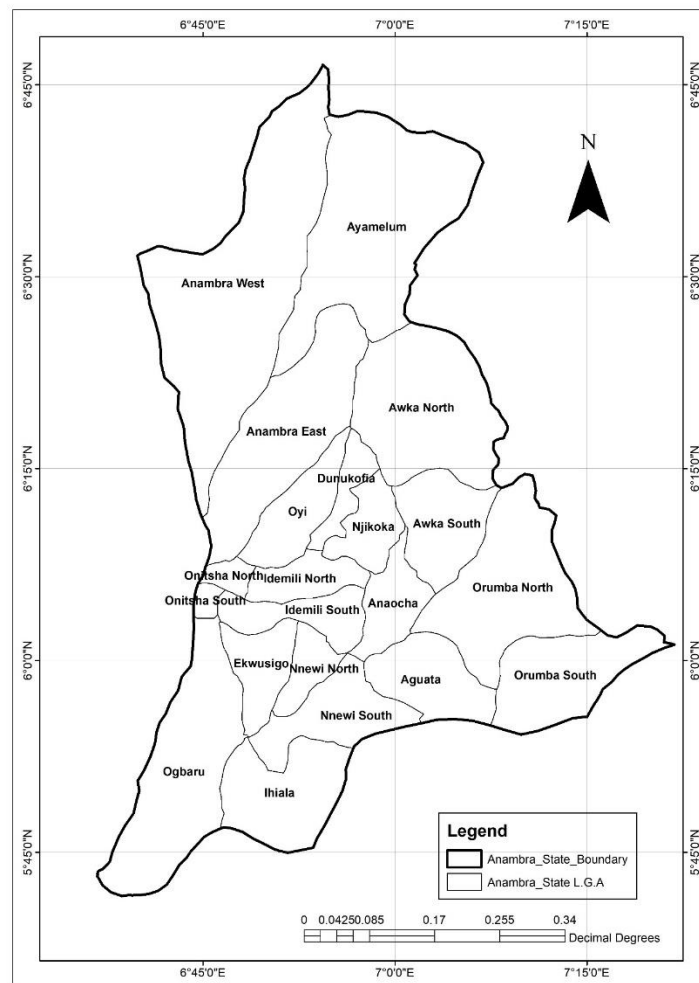 6°45'0"E 7°0'0"E 7°15'0"E
6°45'0"N 6°45'0"N
N
Ayamelum
Anambra West
6°30'0"N 6°30'0"N
Awka North
Anambra East
6°15'0"N 6°15'0"N
Dunukofia
Oyi
Njikoka
Awka South
Onitsha North
Idemili North
Orumba North
Onitsha South
Anaocha
Idemili South
6°0'0"N 6°0'0"N
Ekwusigo
Nnewi North
Aguata
Orumba South
Nnewi South
Ogbaru
Ihiala
Legend
Anambra_State_Boundary
Anambra_State L.G.A
5°45'0"N 5°45'0"N
0 0.04250.085 0.17 0.255 0.34
Decimal Degrees
6°45'0"E 7°0'0"E 7°15'0"E